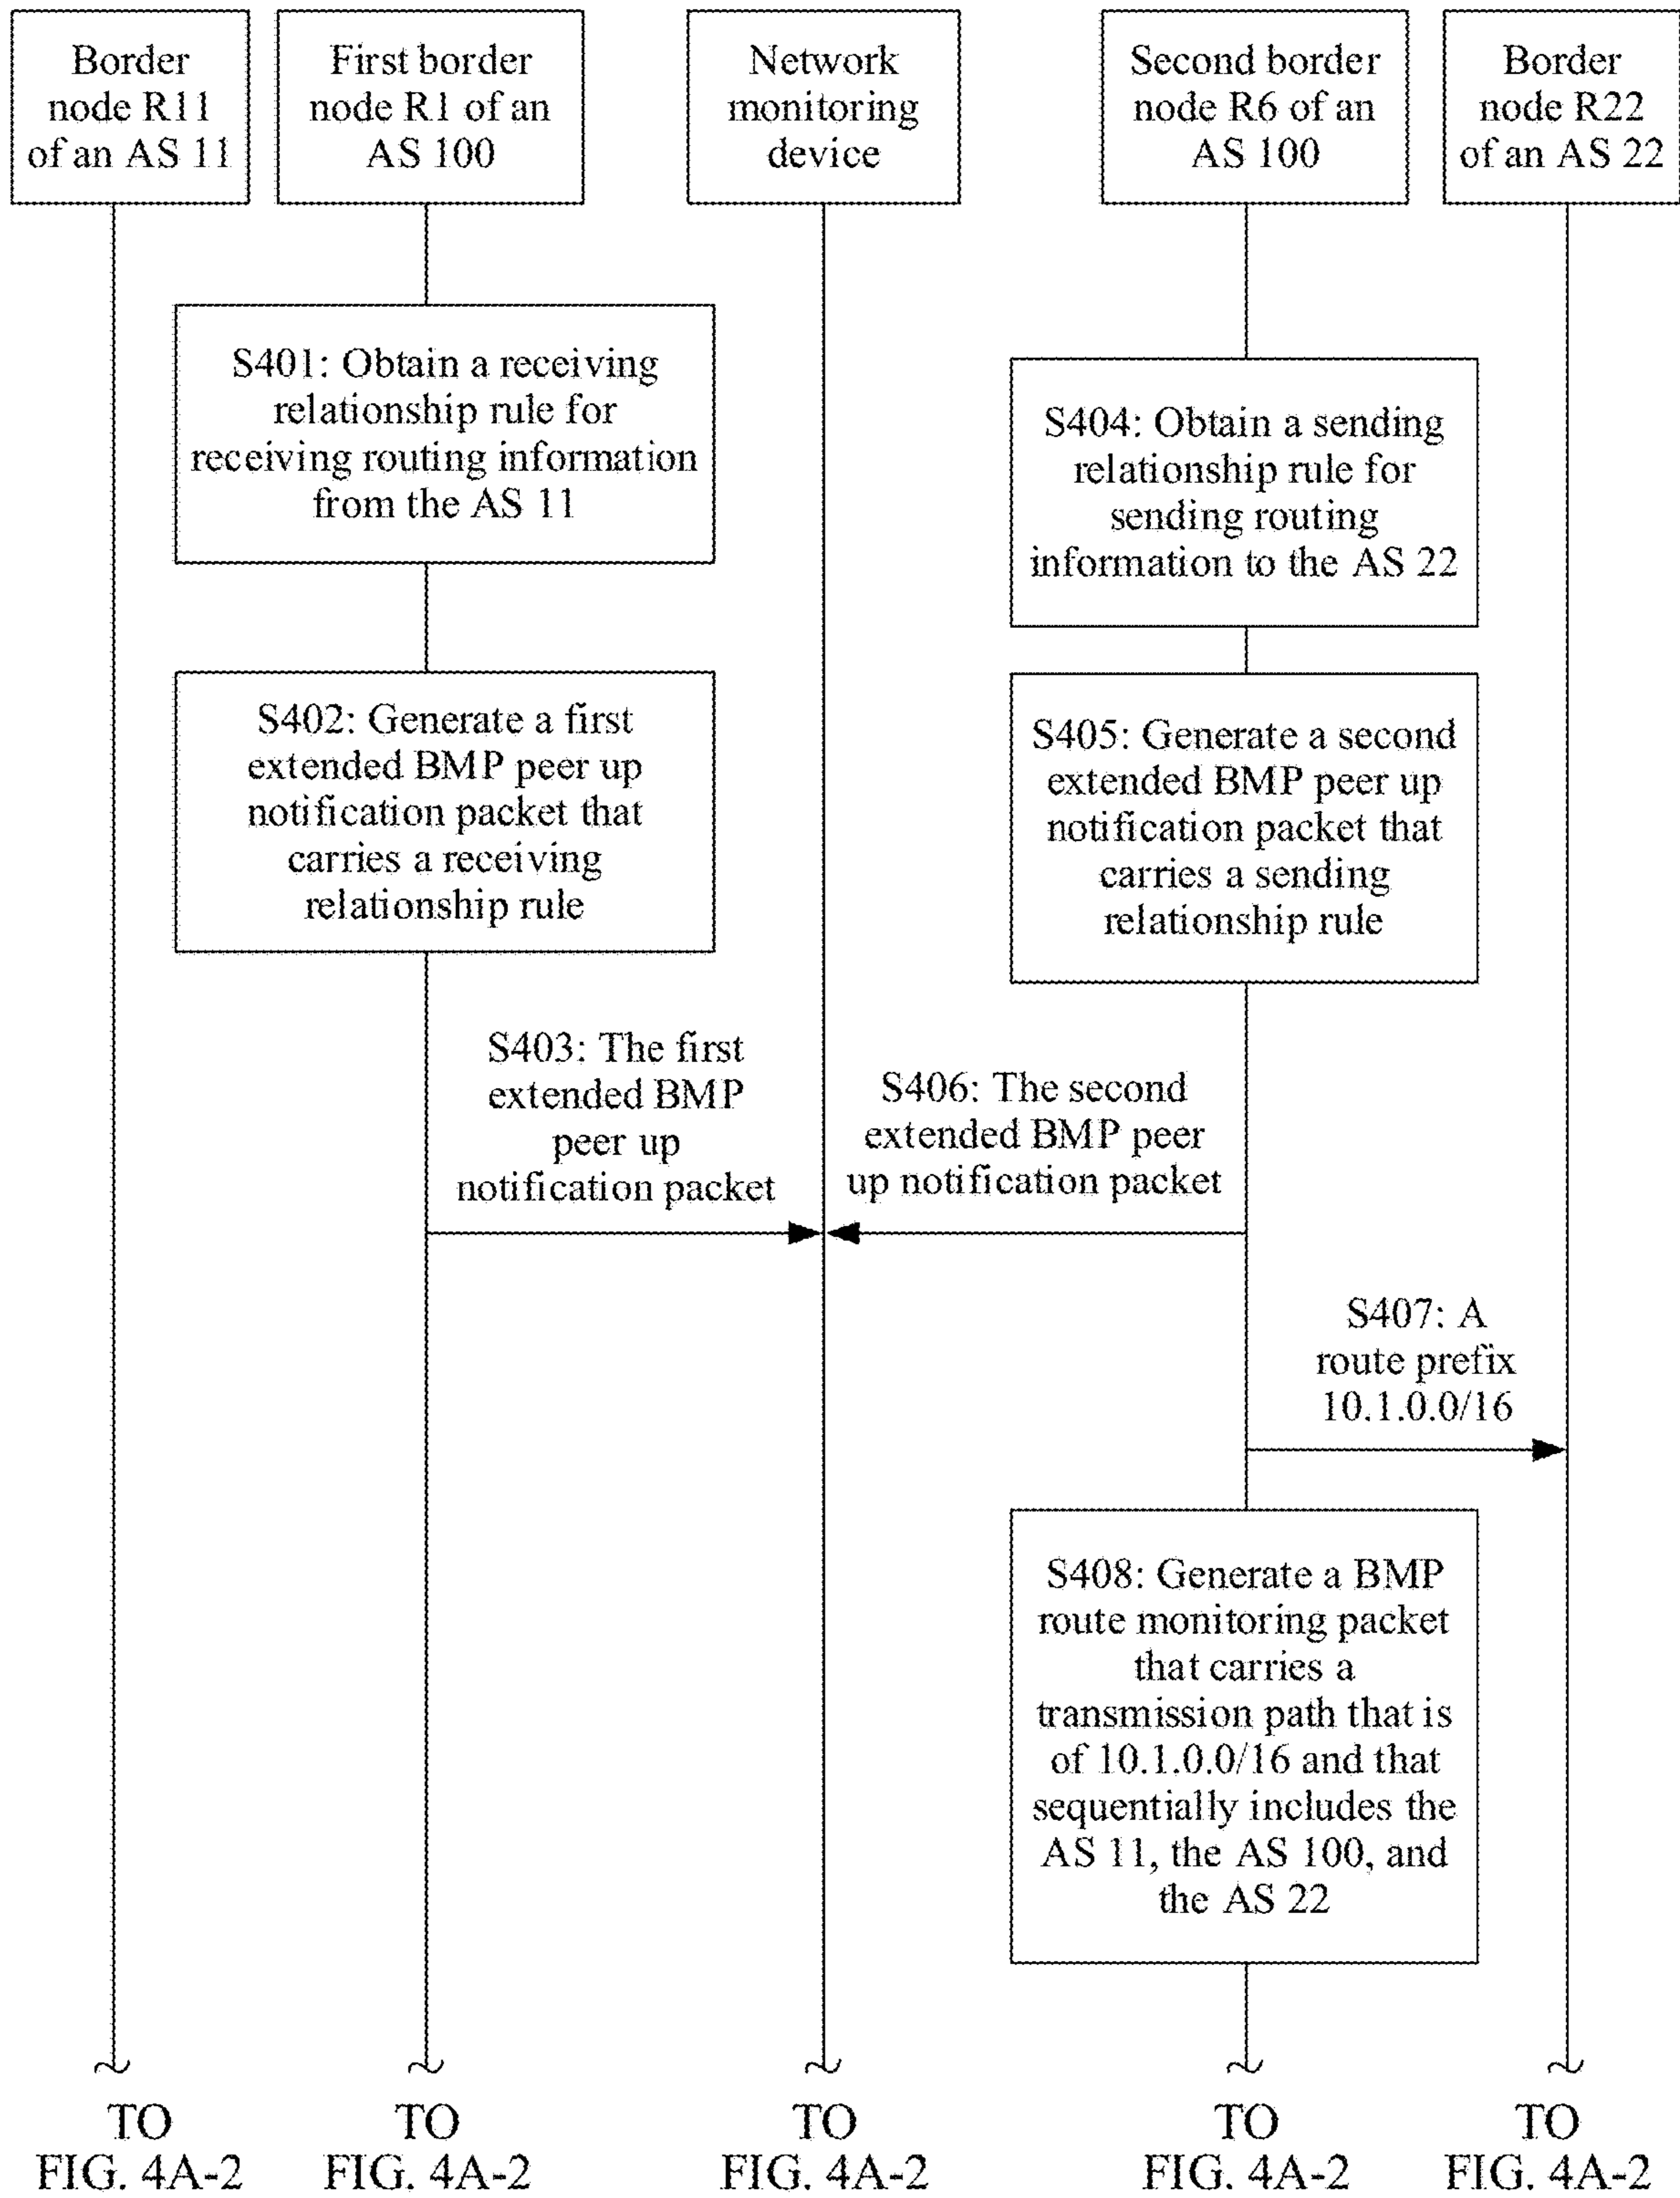 Border
node R11
of an AS 11
First border
node R1 of an
AS 100
Network
monitoring
device
Second border
node R6 of an
AS 100
Border
node R22
of an AS 22
S401: Obtain a receiving
relationship rule for
receiving routing information
from the AS 11
S404: Obtain a sending
relationship rule for
sending routing
information to the AS 22
S402: Generate a first
extended BMP peer up
notification packet that
carries a receiving
relationship rule
S405: Generate a second
extended BMP peer up
notification packet that
carries a sending
relationship rule
S403: The first
extended BMP
peer up
notification packet
S406: The second
extended BMP peer
up notification packet
S407: A
route prefix
10.1.0.0/16
S408: Generate a BMP
route monitoring packet
that carries a
transmission path that is
of 10.1.0.0/16 and that
sequentially includes the
AS 11, the AS 100, and
the AS 22
TO
FIG. 4A-2
TO
FIG. 4A-2
TO
FIG. 4A-2
TO
FIG. 4A-2
TO
FIG. 4A-2